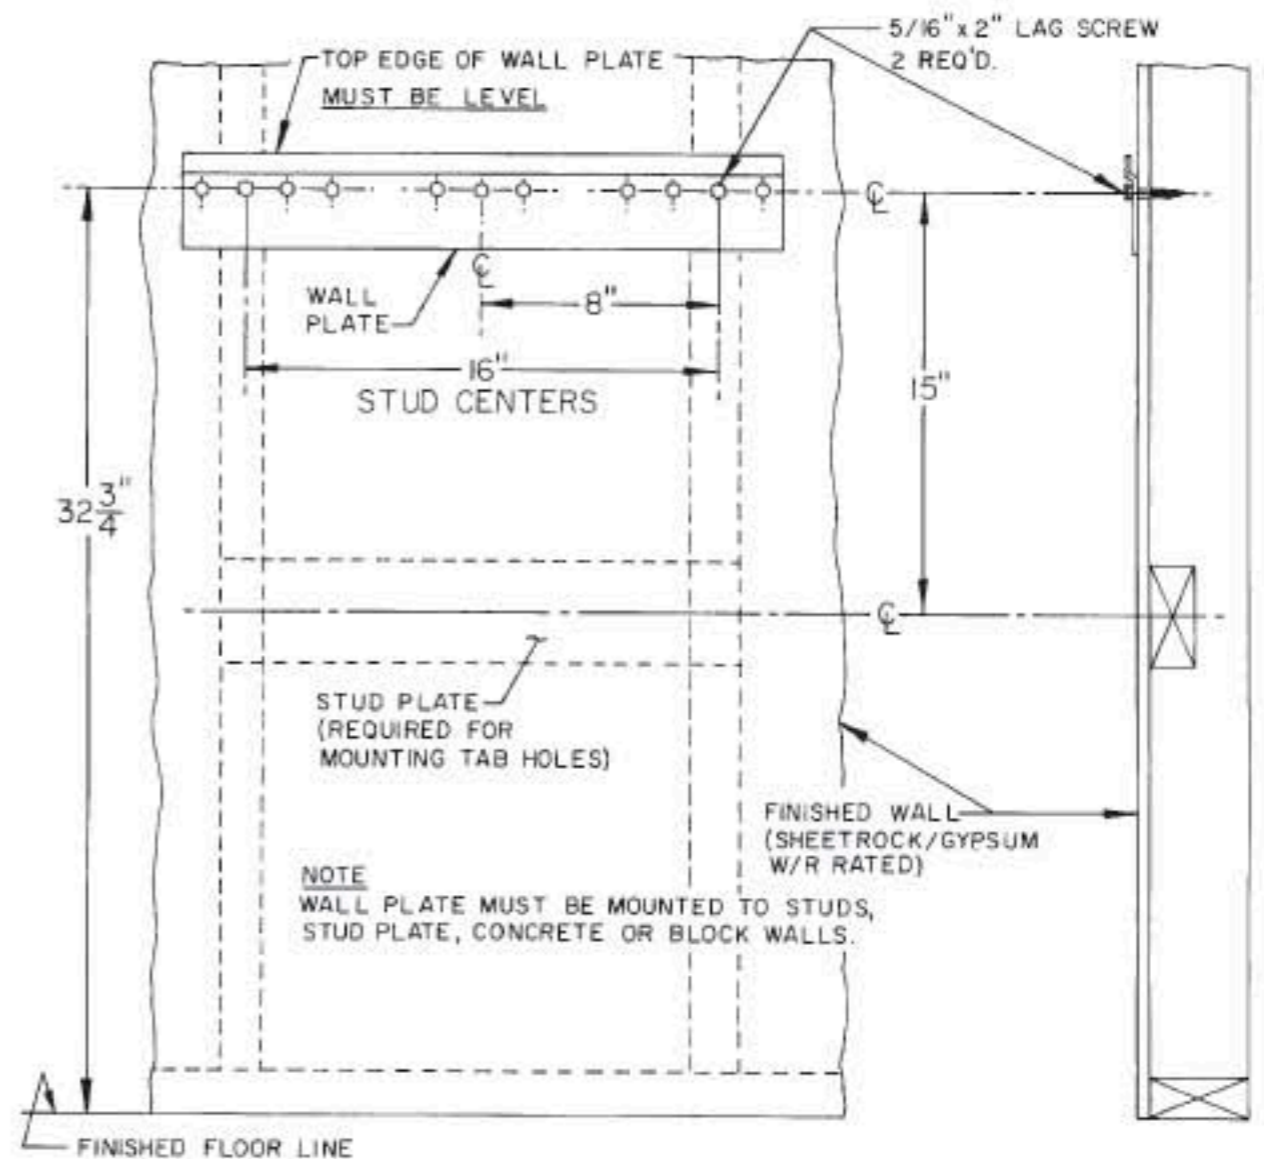 5/16" x 2" LAG SCREW
2 REQ'D.
TOP EDGE OF WALL PLATE
MUST BE LEVEL
℄
℄
WALL
PLATE
8"
16"
STUD CENTERS
15"
32 3/4"
℄
STUD PLATE
(REQUIRED FOR
MOUNTING TAB HOLES)
FINISHED WALL
(SHEETROCK/GYPSUM
W/R RATED)
NOTE
WALL PLATE MUST BE MOUNTED TO STUDS,
STUD PLATE, CONCRETE OR BLOCK WALLS.
FINISHED FLOOR LINE